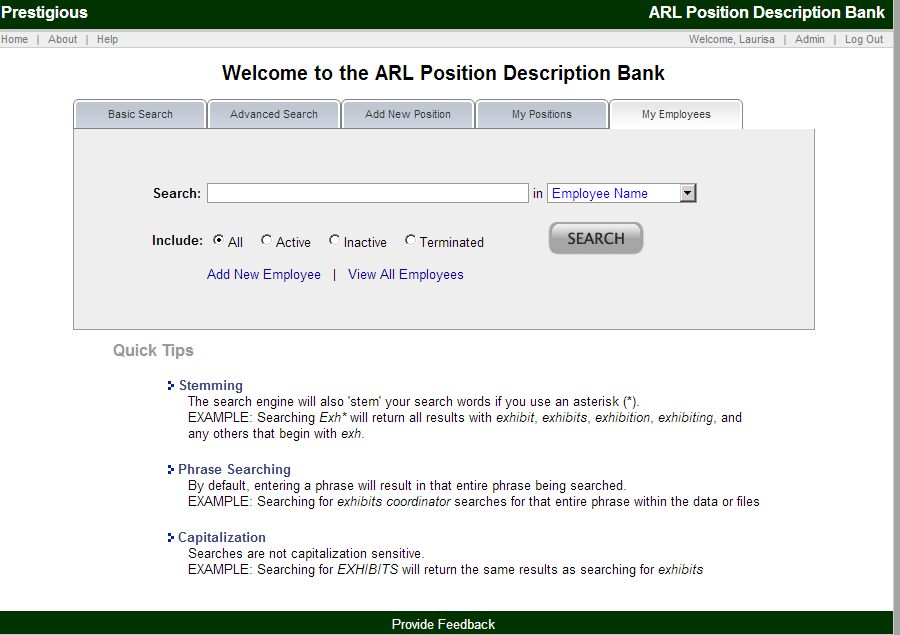 Prestigious ARL Position Description Bank
Home | About | Help Welcome, Laurisa | Admin | Log Out
Welcome to the ARL Position Description Bank
Basic Search Advanced Search Add New Position My Positions My Employees
Search: in Employee Name
Include: All Active Inactive Terminated SEARCH
Add New Employee | View All Employees
Quick Tips
Stemming
The search engine will also 'stem' your search words if you use an asterisk (*).
EXAMPLE: Searching Exh* will return all results with exhibit, exhibits, exhibition, exhibiting, and
any others that begin with exh.
Phrase Searching
By default, entering a phrase will result in that entire phrase being searched.
EXAMPLE: Searching for exhibits coordinator searches for that entire phrase within the data or files
Capitalization
Searches are not capitalization sensitive.
EXAMPLE: Searching for EXHIBITS will return the same results as searching for exhibits
Provide Feedback